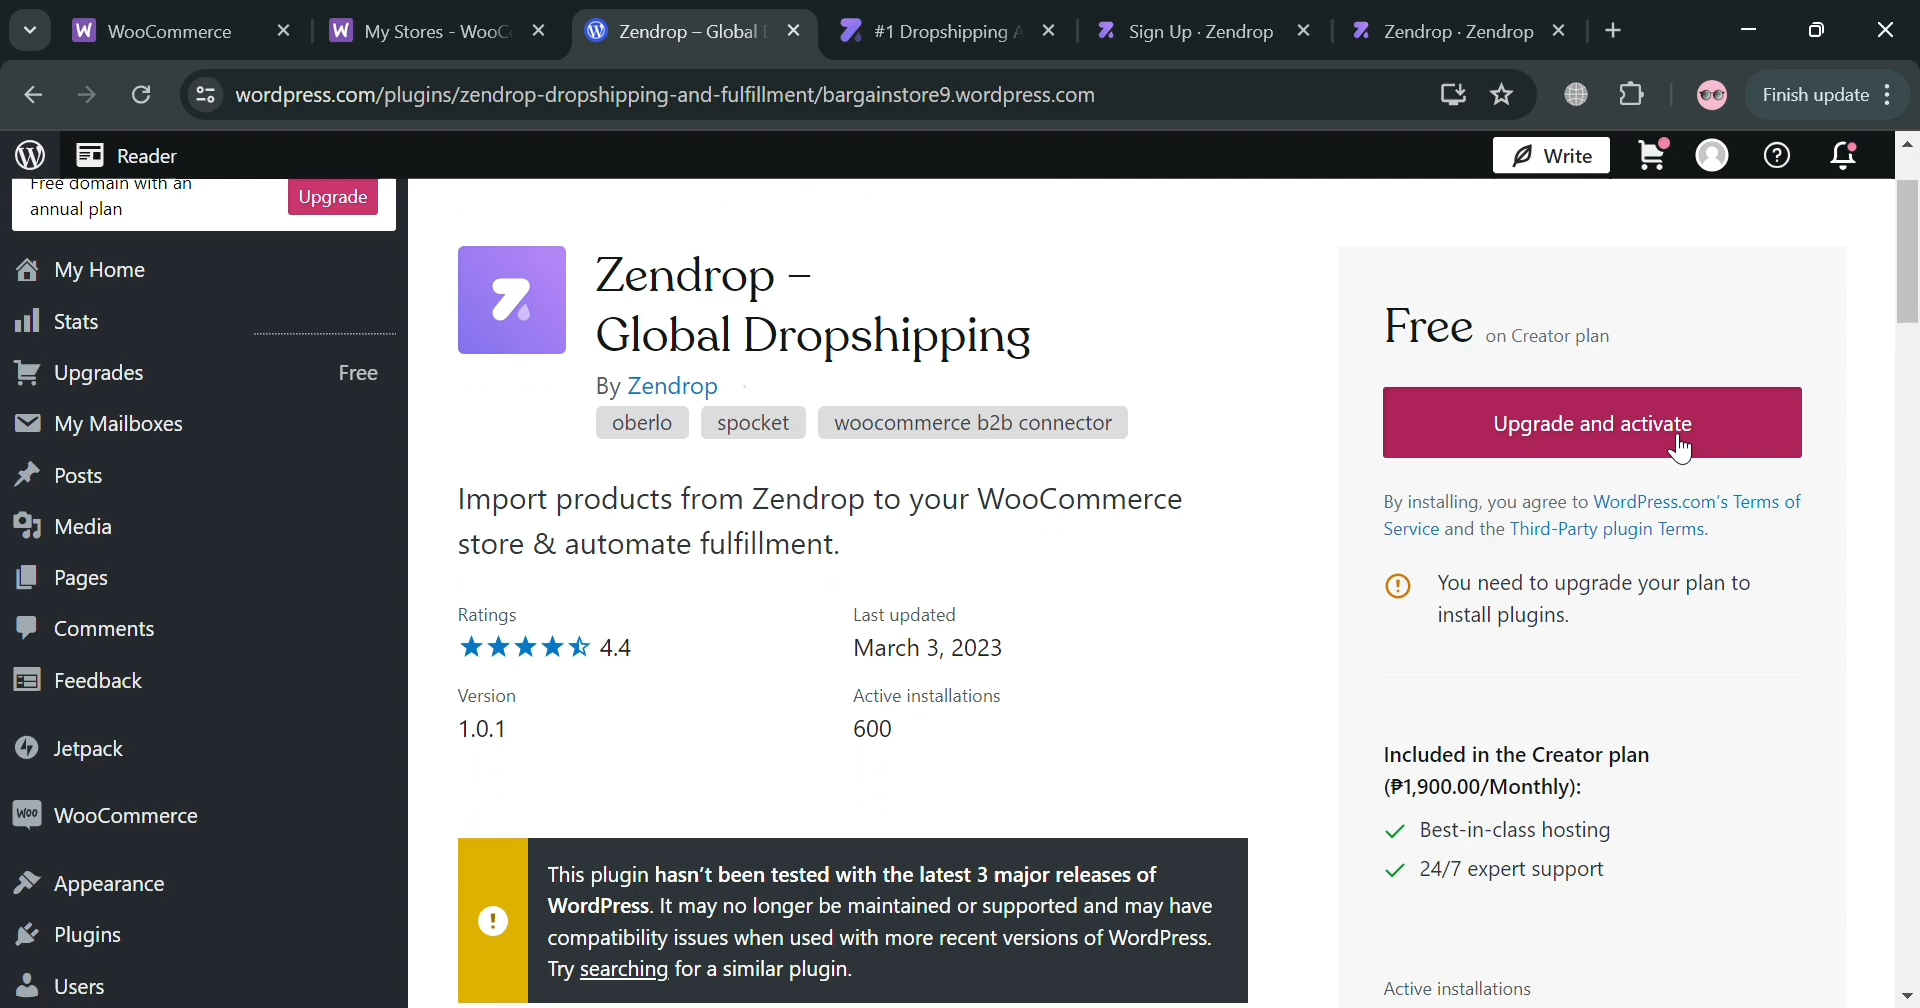 WooCommerce
My Stores - WooC
Zendrop – Global
#1 Dropshipping
Sign Up · Zendrop
Zendrop · Zendrop
wordpress.com/plugins/zendrop-dropshipping-and-fulfillment/bargainstore9.wordpress.com
Finish update
Reader
Write
Free domain with an
annual plan
Upgrade
My Home
Stats
Upgrades
Free
My Mailboxes
Posts
Media
Pages
Comments
Feedback
Jetpack
WooCommerce
Appearance
Plugins
Users
Zendrop –
Global Dropshipping
By Zendrop
oberlo
spocket
woocommerce b2b connector
Import products from Zendrop to your WooCommerce
store & automate fulfillment.
Ratings
4.4
Last updated
March 3, 2023
Version
1.0.1
Active installations
600
This plugin hasn’t been tested with the latest 3 major releases of
WordPress. It may no longer be maintained or supported and may have
compatibility issues when used with more recent versions of WordPress.
Try searching for a similar plugin.
Free on Creator plan
Upgrade and activate
By installing, you agree to WordPress.com’s Terms of
Service and the Third-Party plugin Terms.
You need to upgrade your plan to
install plugins.
Included in the Creator plan
(₱1,900.00/Monthly):
Best-in-class hosting
24/7 expert support
Active installations